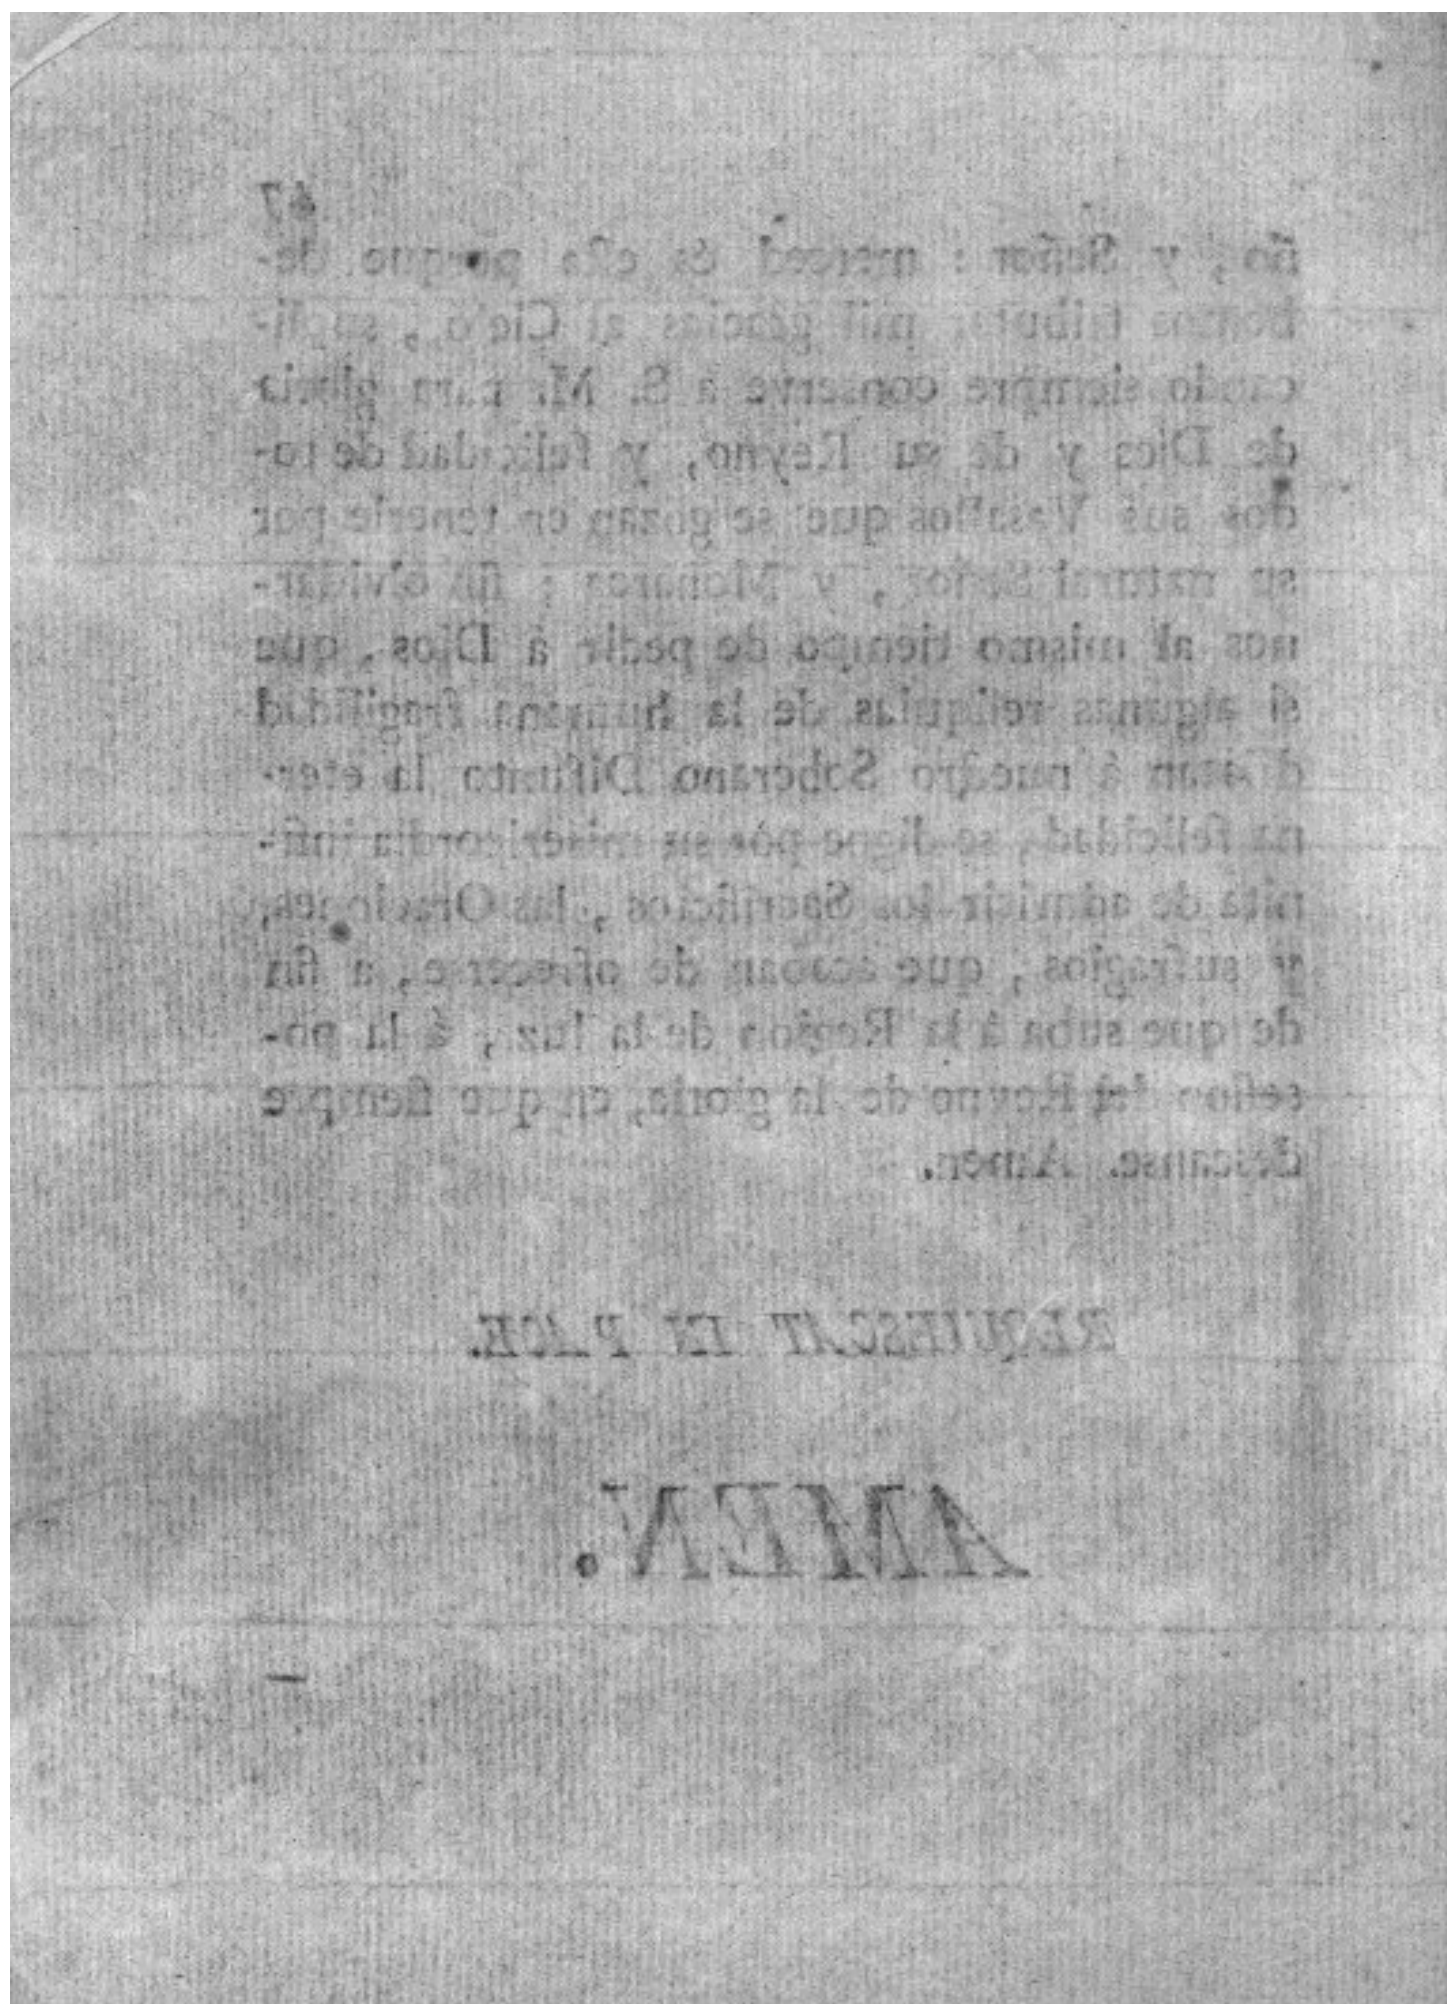 67
ño, y Señor: merced es esta porque de-
bemos tributar mil gracias al Cielo, supli-
cando siempre conserve à S. M. para gloria
de Dios y de su Reyno, y felicidad de to-
dos sus Vasallos que se gozan en tenerle por
su natural Señor, y Monarca; sin olvidar-
nos al mismo tiempo de pedir à Dios, que
si algunas reliquias de la humana fragilidad
à nuestro Soberano Difunto la eter-
na felicidad, se digne por su misericordia infi-
nita de admitir los Sacrificios, las Oraciones,
y sufragios, que acaban de ofrecerse, a fin
de que suba à la Region de la luz, á la po-
sesion del Reyno de la gloria, en que siempre
descanse. Amen.
REQUIESCAT IN PACE.
AMEN.